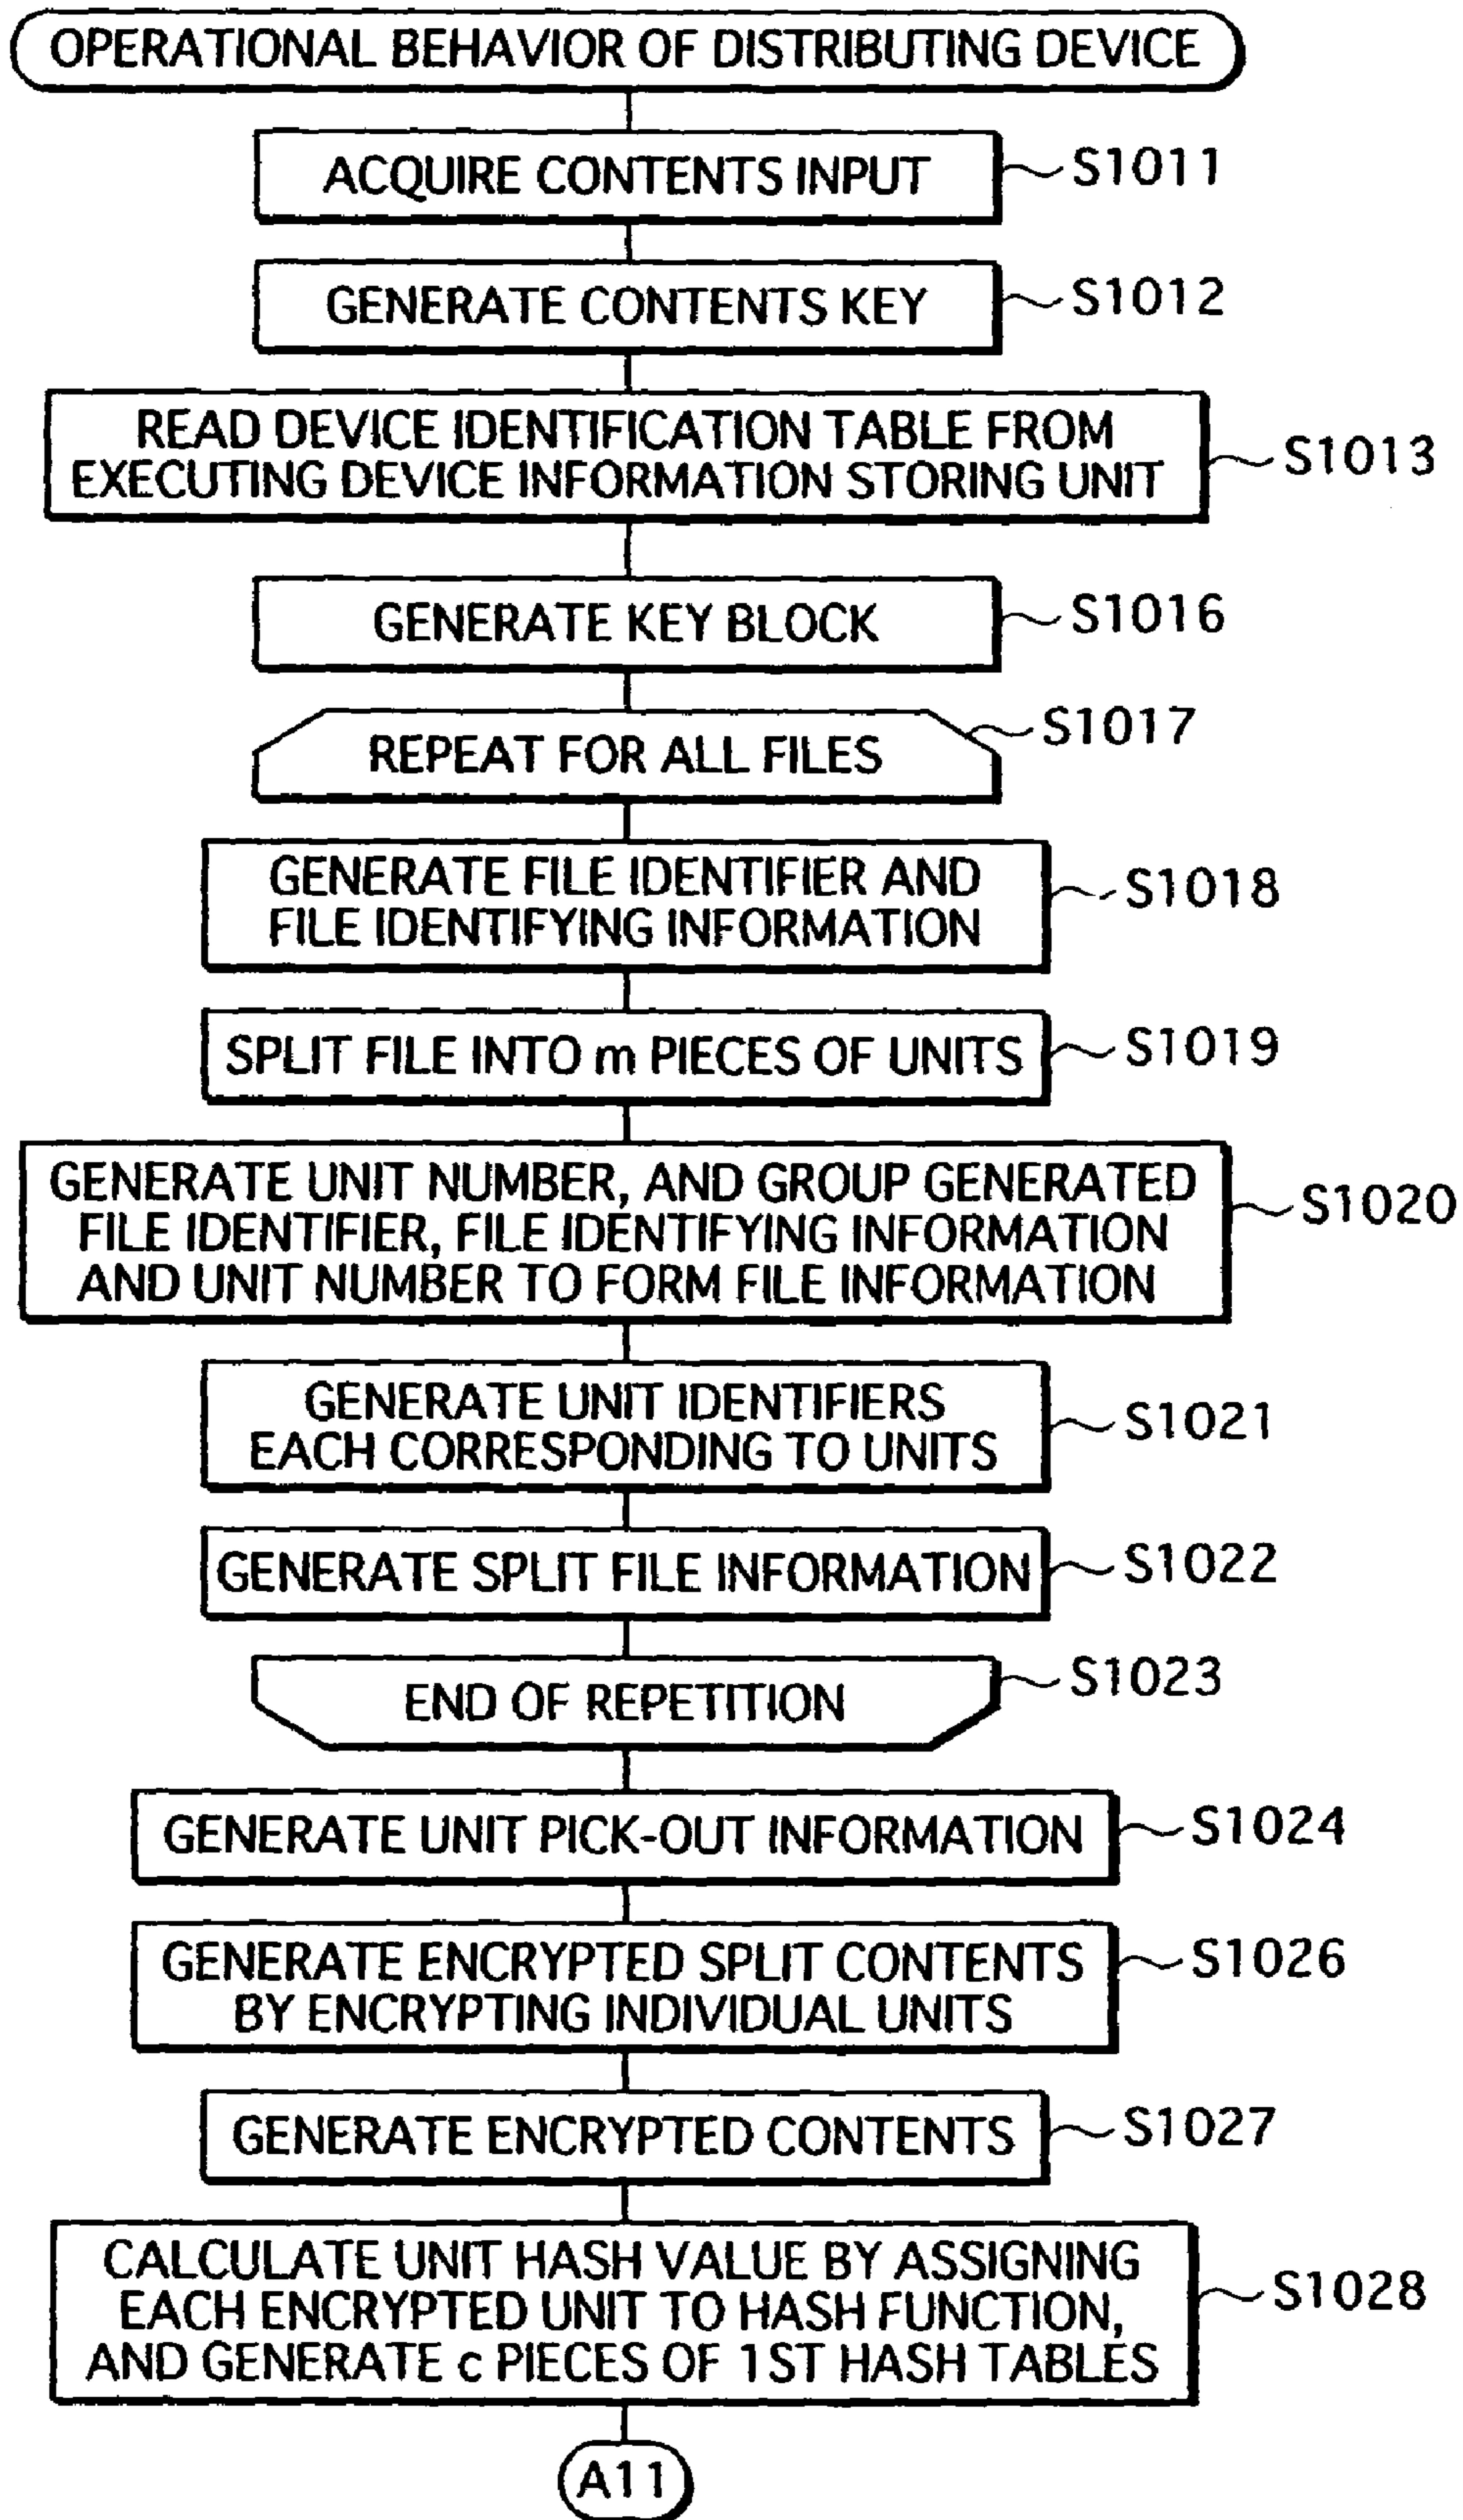 OPERATIONAL BEHAVIOR OF DISTRIBUTING DEVICE
ACQUIRE CONTENTS INPUT
S1011
GENERATE CONTENTS KEY
S1012
READ DEVICE IDENTIFICATION TABLE FROM
EXECUTING DEVICE INFORMATION STORING UNIT
S1013
GENERATE KEY BLOCK
S1016
REPEAT FOR ALL FILES
S1017
GENERATE FILE IDENTIFIER AND
FILE IDENTIFYING INFORMATION
S1018
SPLIT FILE INTO m PIECES OF UNITS
S1019
GENERATE UNIT NUMBER, AND GROUP GENERATED
FILE IDENTIFIER, FILE IDENTIFYING INFORMATION
AND UNIT NUMBER TO FORM FILE INFORMATION
S1020
GENERATE UNIT IDENTIFIERS
EACH CORRESPONDING TO UNITS
S1021
GENERATE SPLIT FILE INFORMATION
S1022
END OF REPETITION
S1023
GENERATE UNIT PICK-OUT INFORMATION
S1024
GENERATE ENCRYPTED SPLIT CONTENTS
BY ENCRYPTING INDIVIDUAL UNITS
S1026
GENERATE ENCRYPTED CONTENTS
S1027
CALCULATE UNIT HASH VALUE BY ASSIGNING
EACH ENCRYPTED UNIT TO HASH FUNCTION,
AND GENERATE c PIECES OF 1ST HASH TABLES
S1028
A11